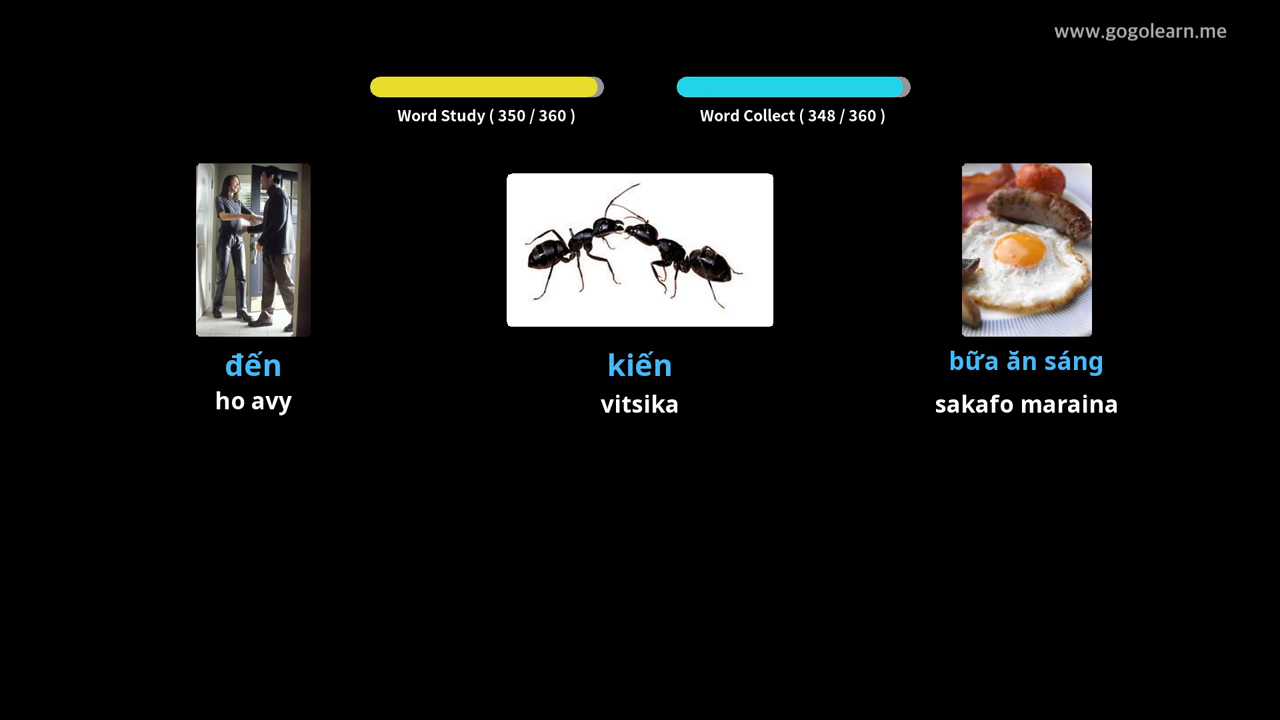 www.gogolearn.me
Word Study ( 350 / 360 )
Word Collect ( 348 / 360 )
đến
kiến
bữa ăn sáng
ho avy
vitsika
sakafo maraina